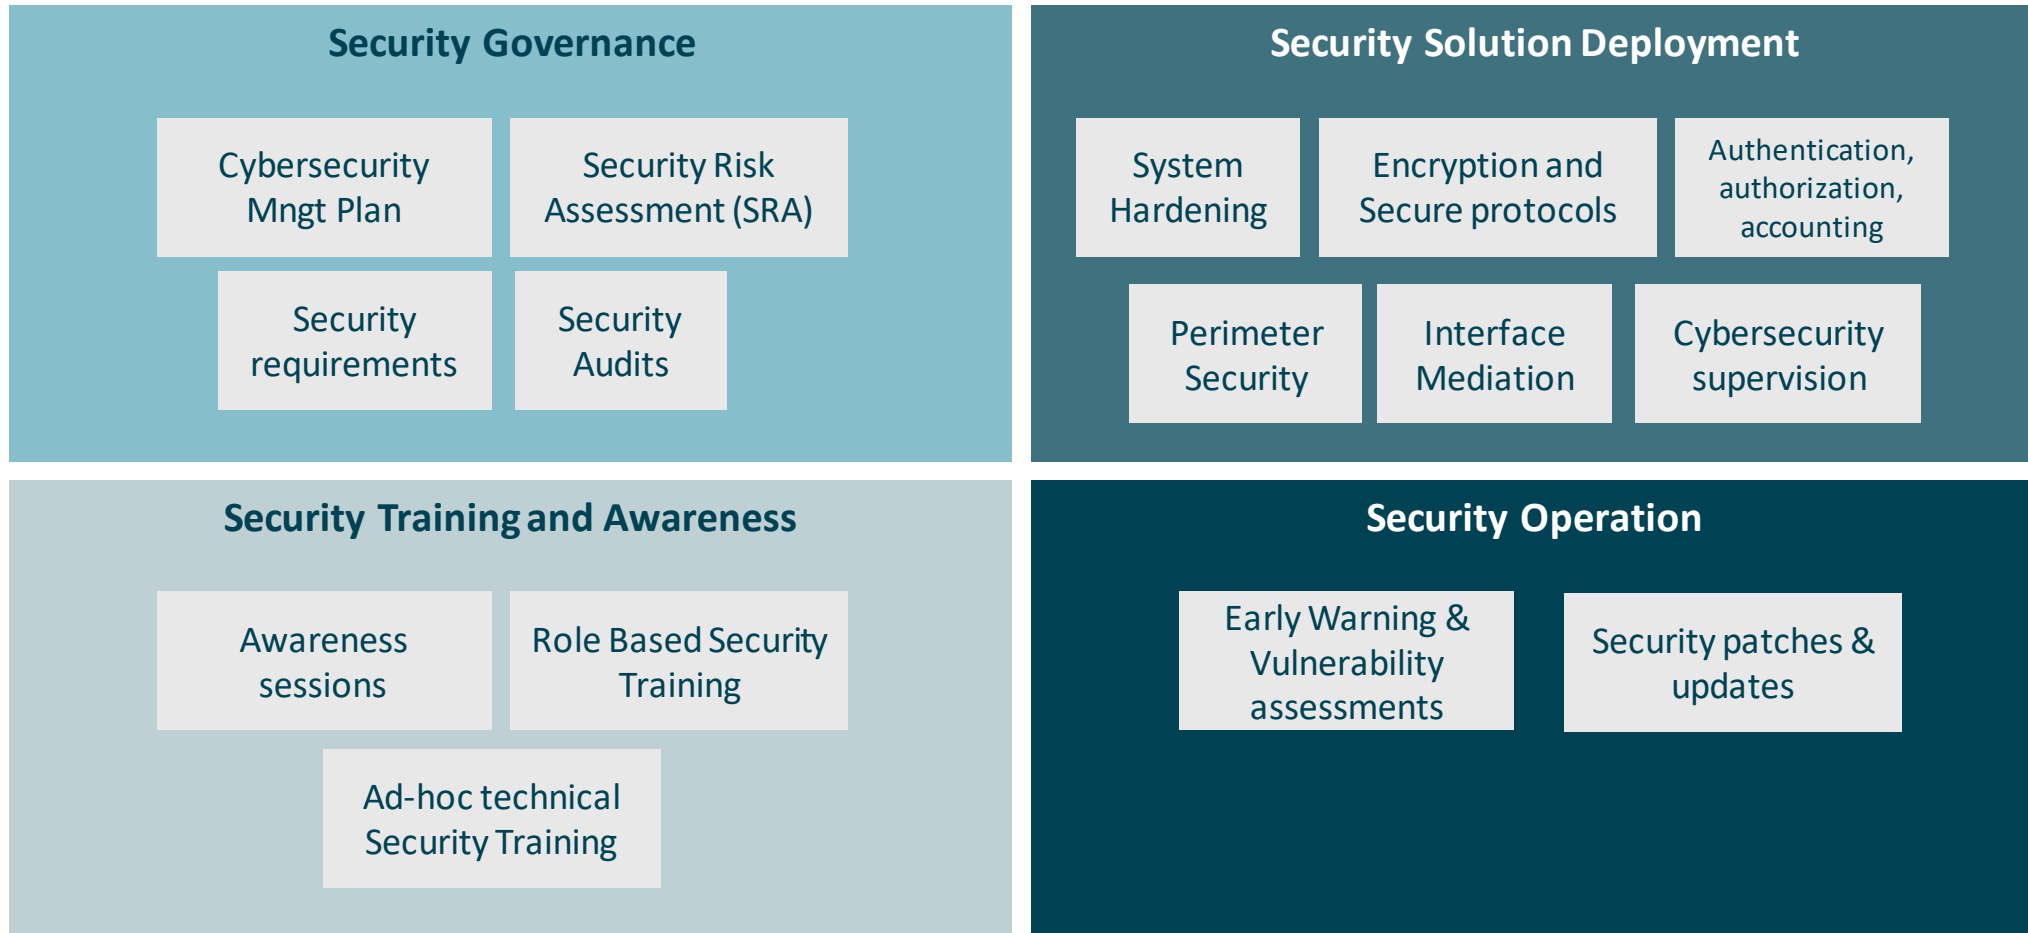 Security Governance
Cybersecurity
Mngt Plan
Security Risk
Assessment (SRA)
Security
requirements
Security
Audits
Security Solution Deployment
System
Hardening
Encryption and
Secure protocols
Authentication,
authorization,
accounting
Perimeter
Security
Interface
Mediation
Cybersecurity
supervision
Security Training and Awareness
Awareness
sessions
Role Based Security
Training
Ad-hoc technical
Security Training
Security Operation
Early Warning &
Vulnerability
assessments
Security patches &
updates